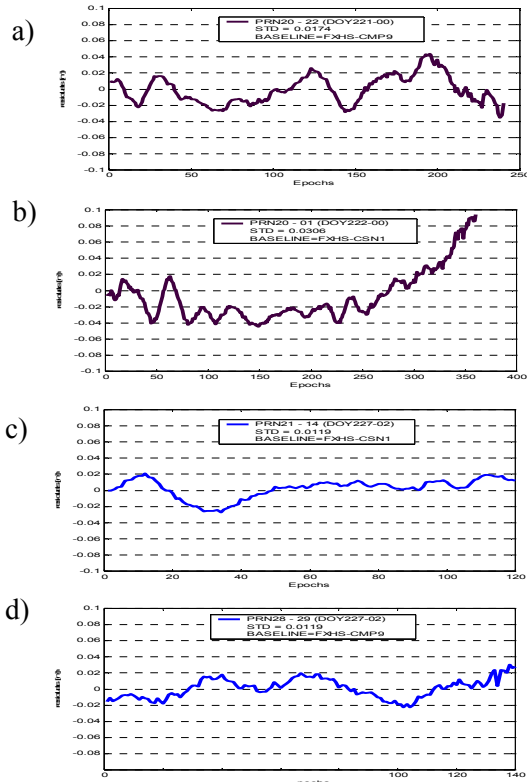 a)
0.1
0.08
0.06
0.04
0.02
0
-0.02
-0.04
-0.06
-0.08
-0.1
PRN20 - 22 (DOY221-00)
STD = 0.0174
BASELINE=FXHS-CMP9
0 50 100 150 200 250
Epochs
b)
0.1
0.08
0.06
0.04
0.02
0
-0.02
-0.04
-0.06
-0.08
-0.1
PRN20 - 01 (DOY222-00)
STD = 0.0306
BASELINE=FXHS-CSN1
0 50 100 150 200 250 300 350 400
Epochs
c)
0.1
0.08
0.06
0.04
0.02
0
-0.02
-0.04
-0.06
-0.08
-0.1
PRN21 - 14 (DOY227-02)
STD = 0.0119
BASELINE=FXHS-CSN1
0 20 40 60 80 100 120
Epochs
d)
0.1
0.08
0.06
0.04
0.02
0
-0.02
-0.04
-0.06
-0.08
PRN28 - 29 (DOY227-02)
STD = 0.0119
BASELINE=FXHS-CMP9
100 120 140